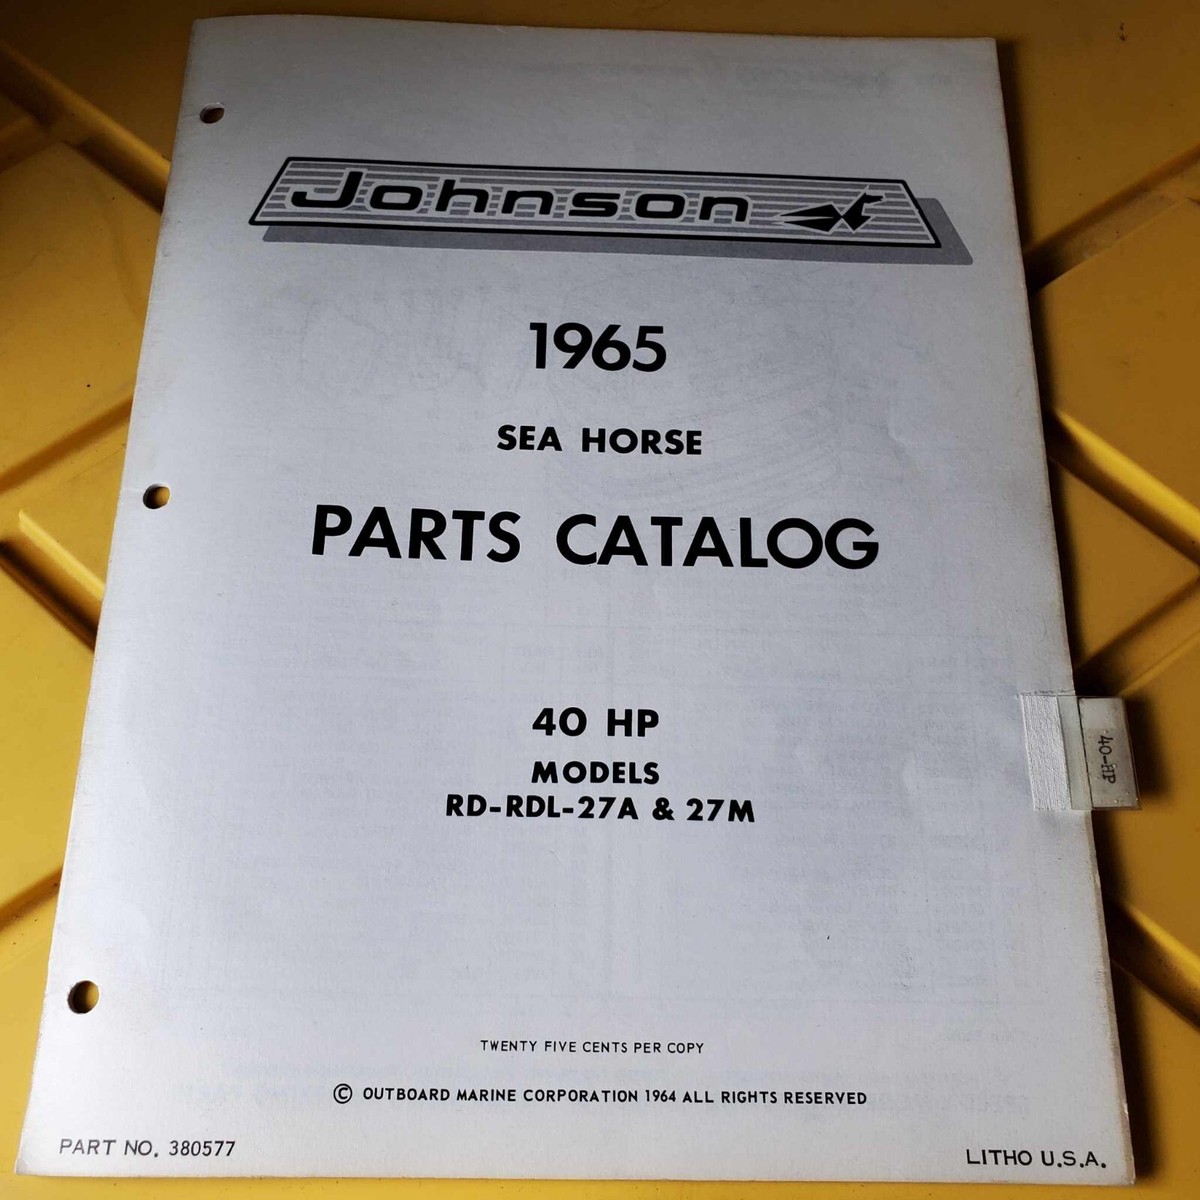 Johnson
1965
SEA HORSE
PARTS CATALOG
40 HP
MODELS
RD-RDL-27A & 27M
40-HP
TWENTY FIVE CENTS PER COPY
© OUTBOARD MARINE CORPORATION 1964 ALL RIGHTS RESERVED
PART NO. 380577
LITHO U.S.A.